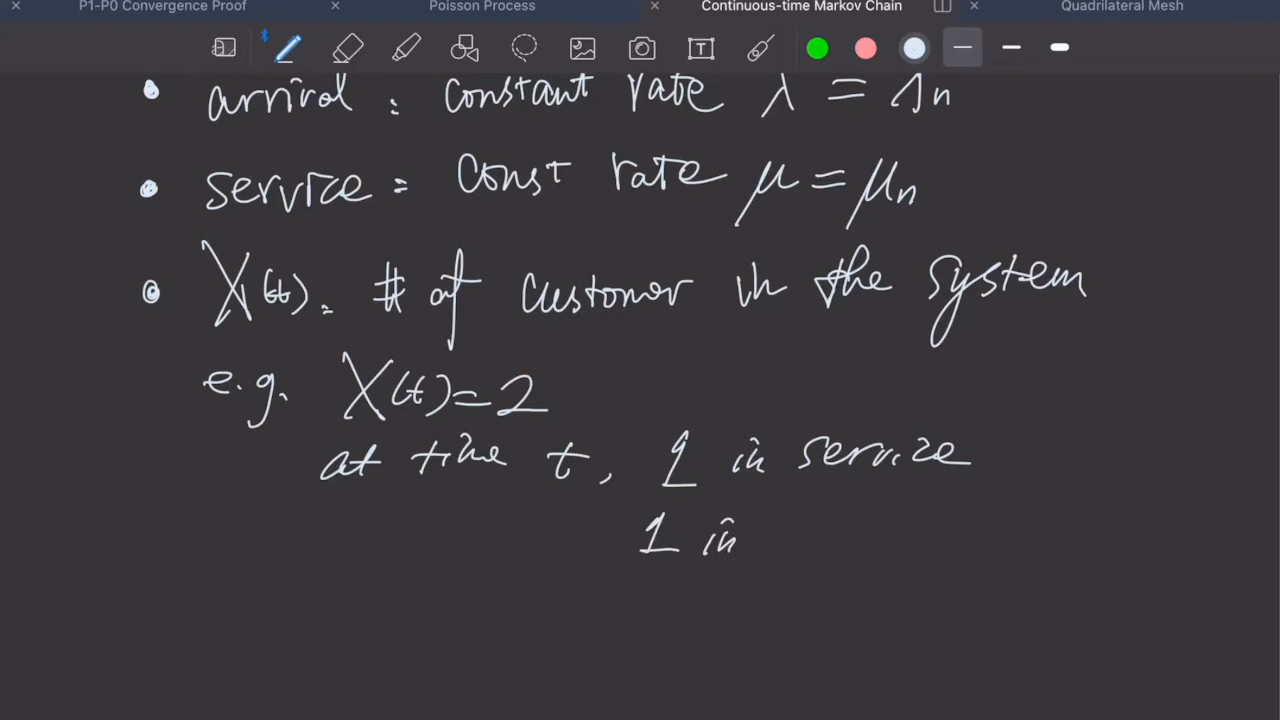 P1-P0 Convergence Proof Poisson Process Continuous-time Markov Chain Quadrilateral Mesh
• arrival : constant rate λ = λn
• service = const rate μ = μn
• X(t) = # of customer in the system
e.g. X(t) = 2
at time t, 1 in service
1 in